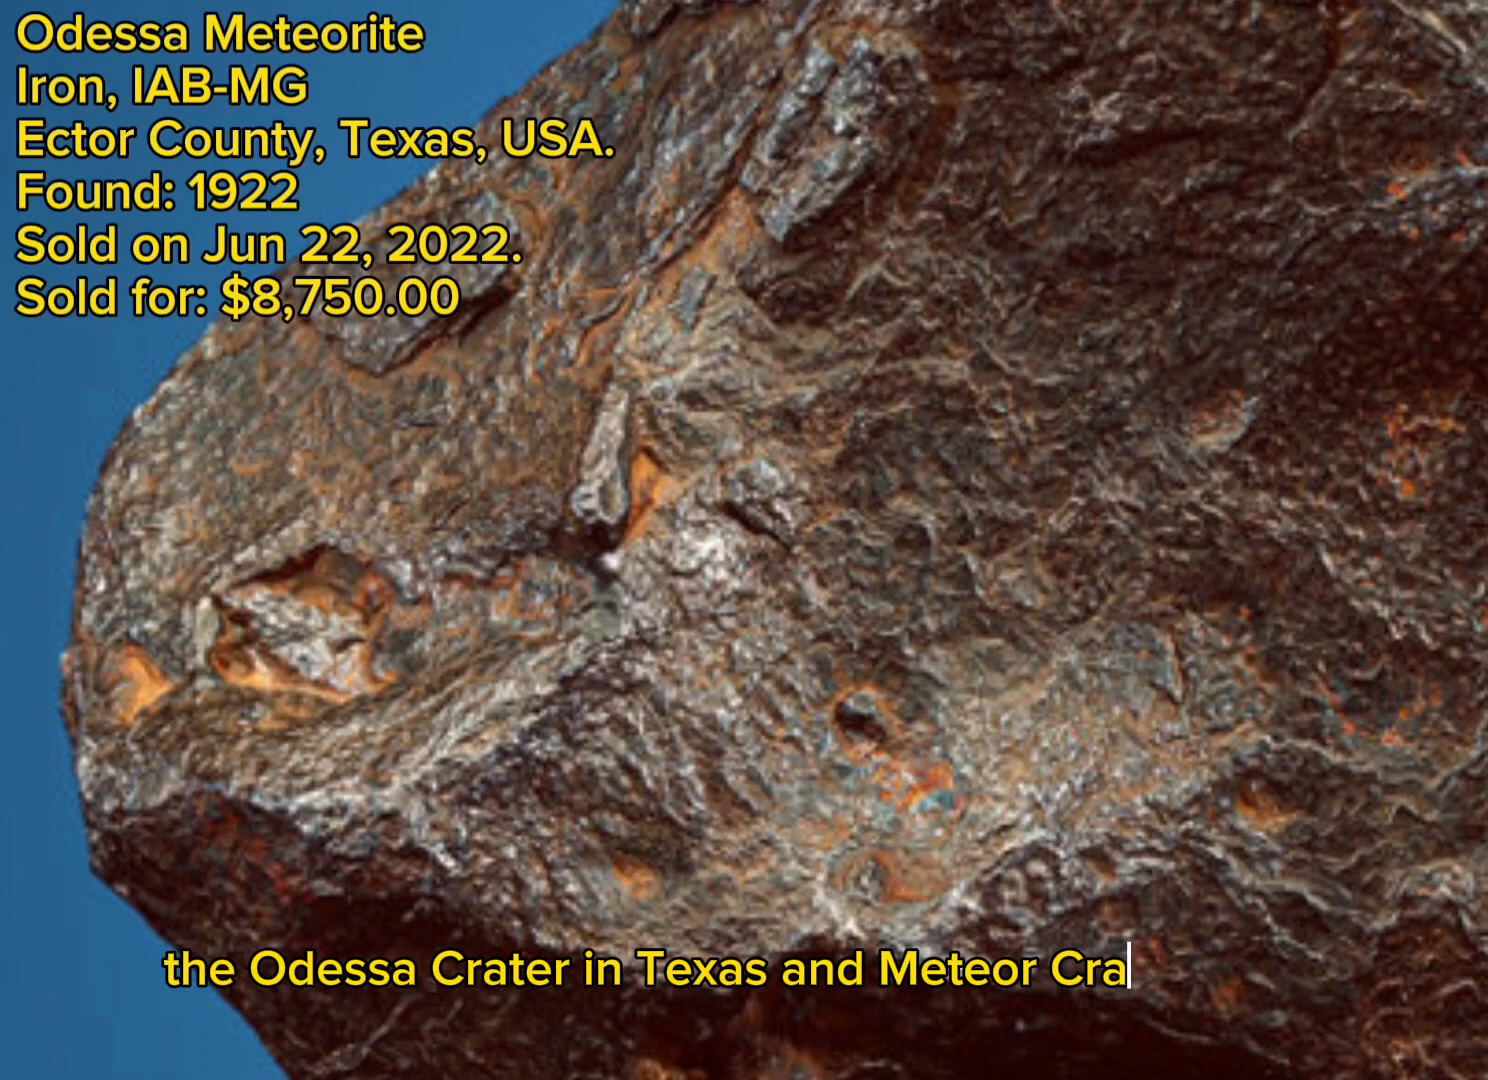 Odessa Meteorite
Iron, IAB-MG
Ector County, Texas, USA.
Found: 1922
Sold on Jun 22, 2022.
Sold for: $8,750.00
the Odessa Crater in Texas and Meteor Cra